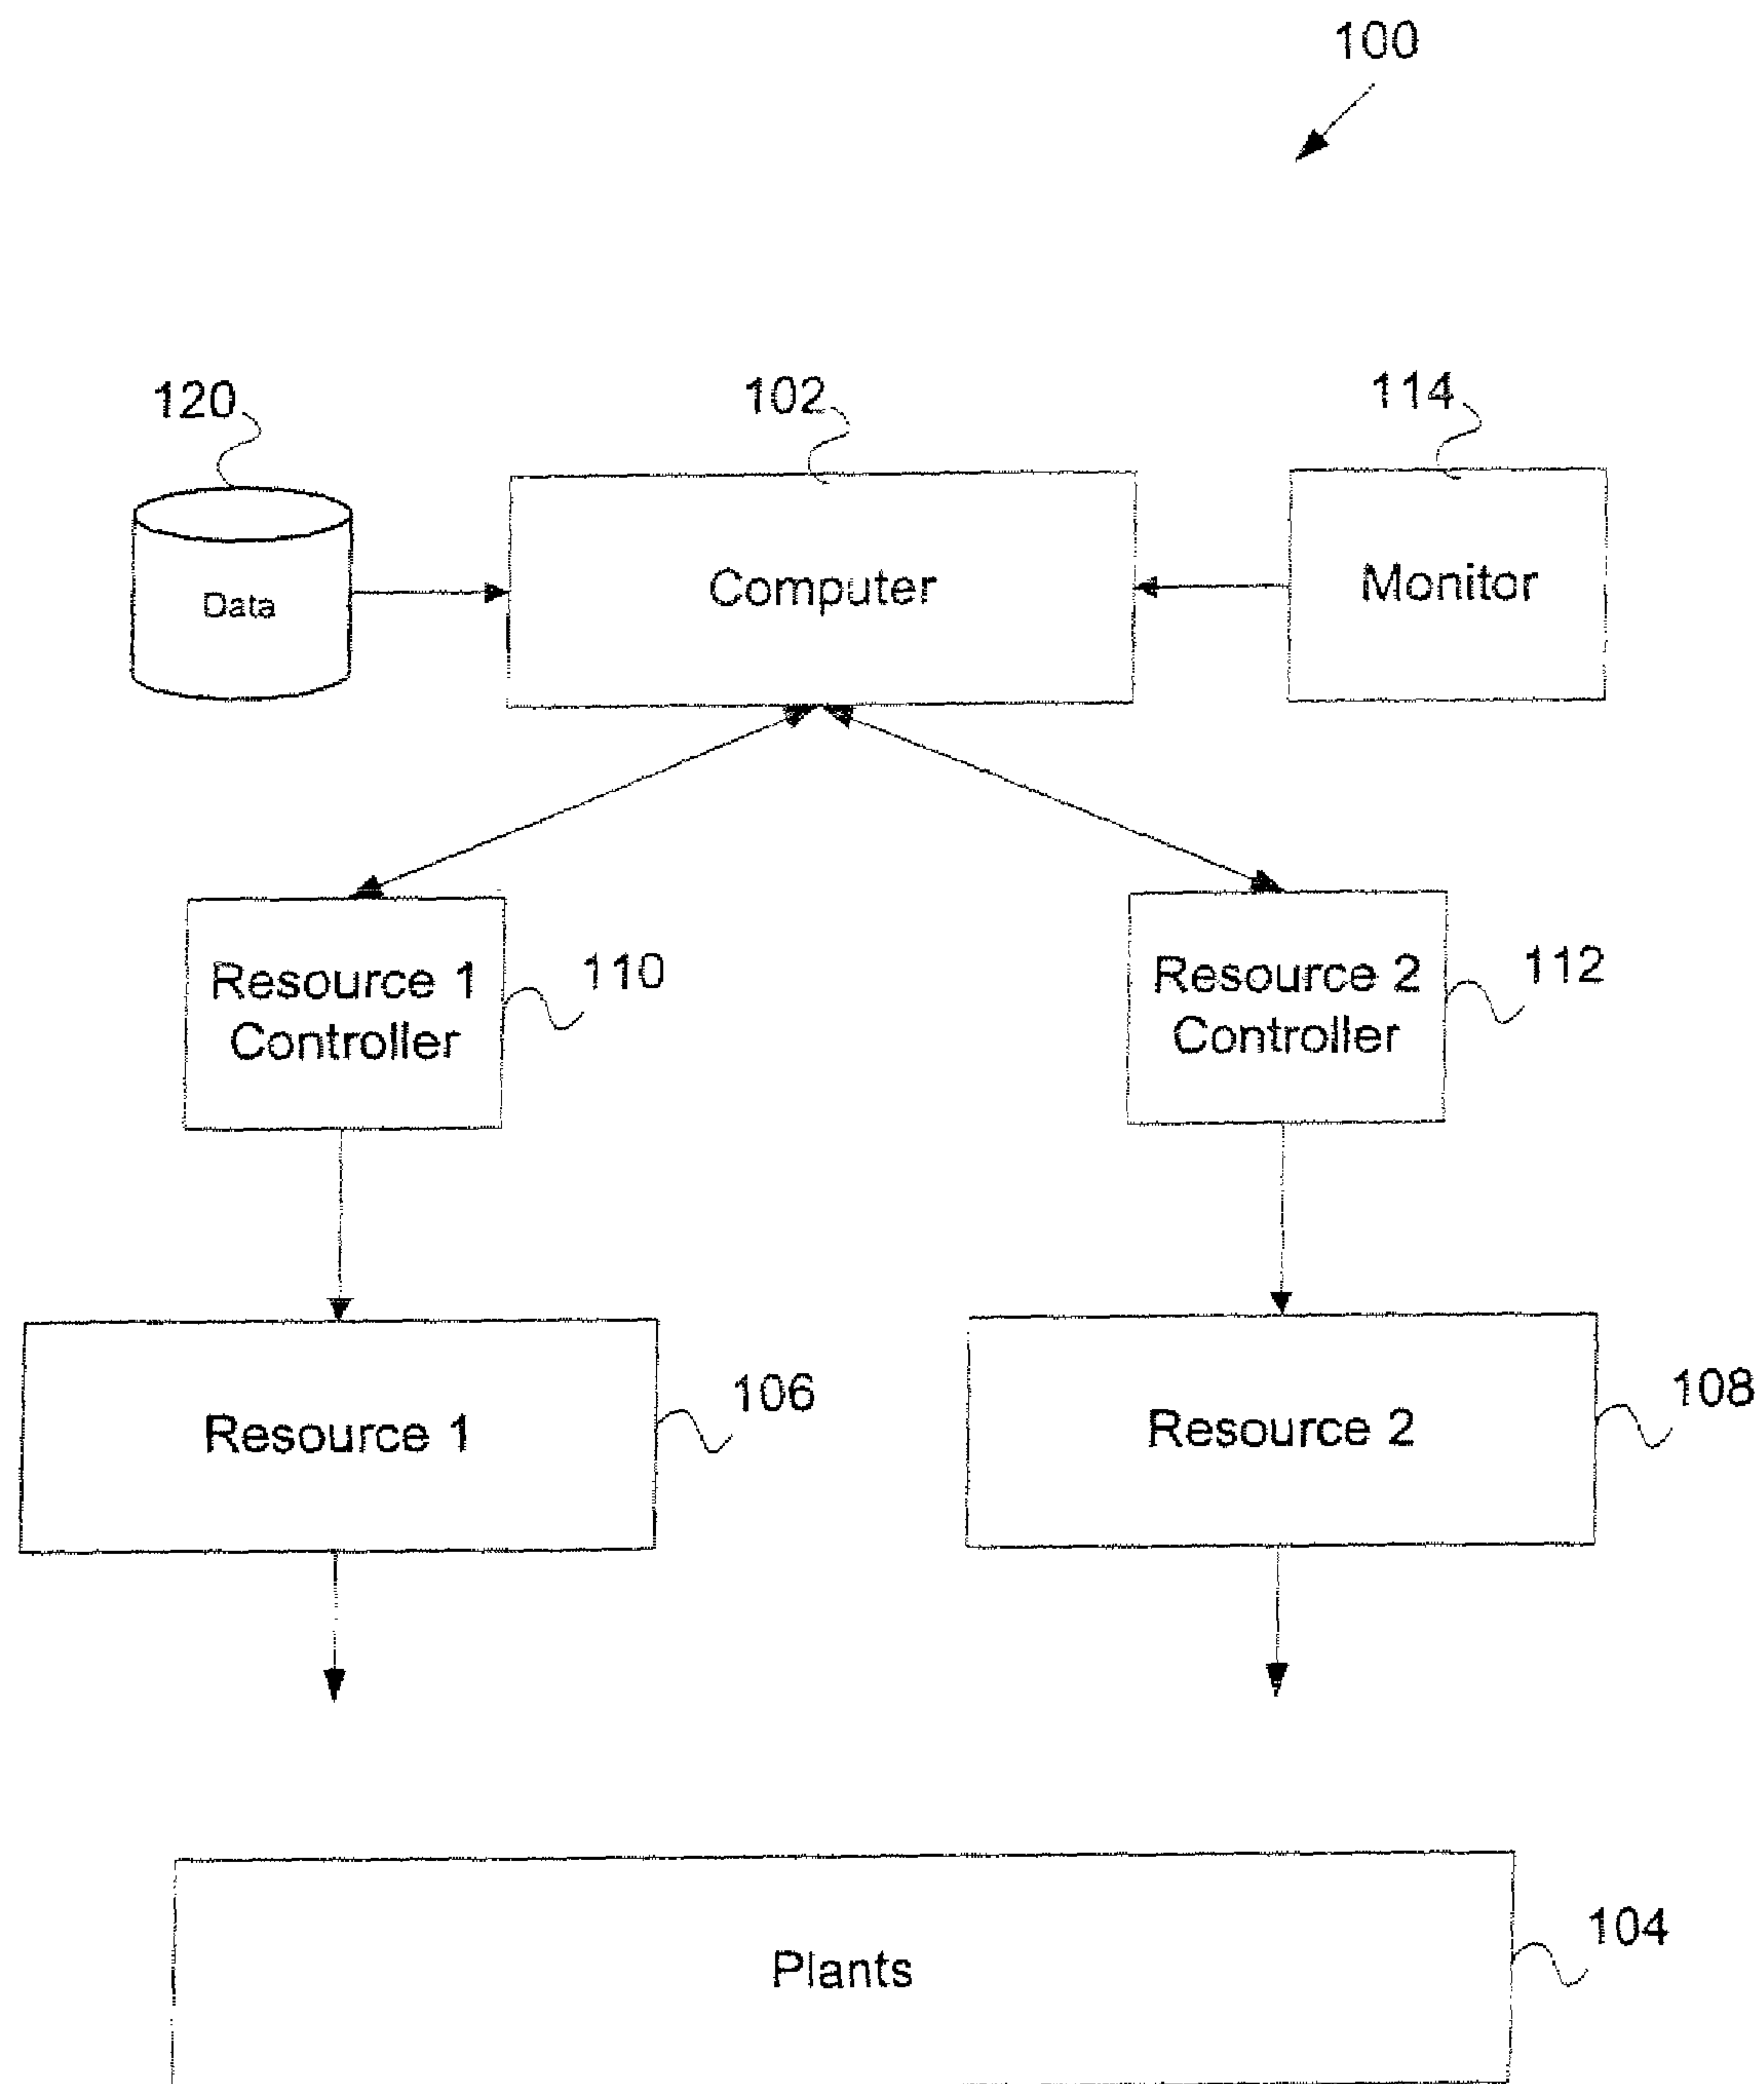 100
120
102
114
Data
Computer
Monitor
Resource 1
Controller
110
Resource 2
Controller
112
Resource 1
106
Resource 2
108
Plants
104